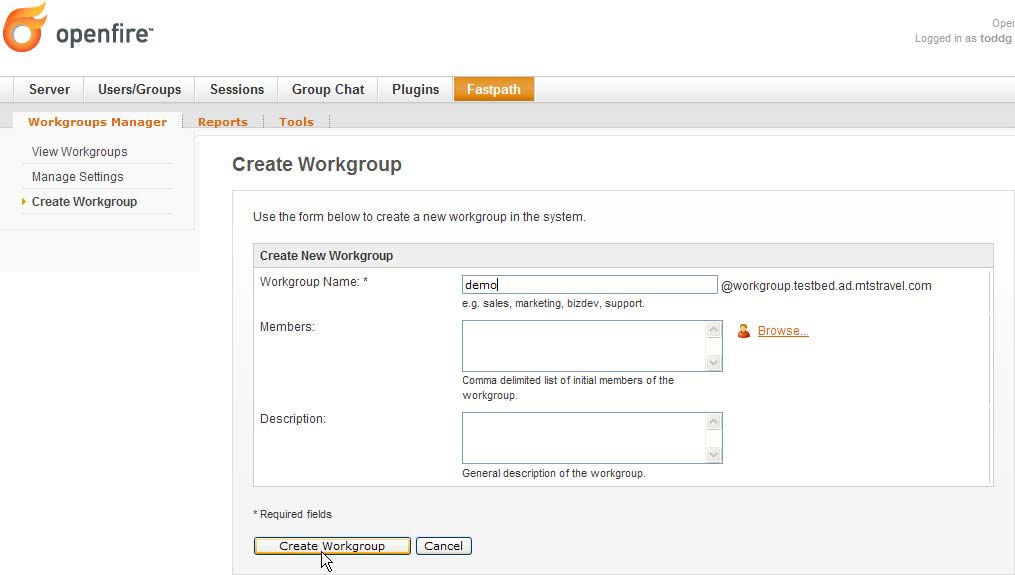 openfire™
Oper
Logged in as toddg
Server Users/Groups Sessions Group Chat Plugins Fastpath
Workgroups Manager Reports Tools
View Workgroups
Manage Settings
Create Workgroup
Create Workgroup
Use the form below to create a new workgroup in the system.
Create New Workgroup
Workgroup Name: * demo @workgroup.testbed.ad.mtstravel.com
e.g. sales, marketing, bizdev, support.
Members: Browse...
Comma delimited list of initial members of the
workgroup.
Description:
General description of the workgroup.
* Required fields
Create Workgroup Cancel